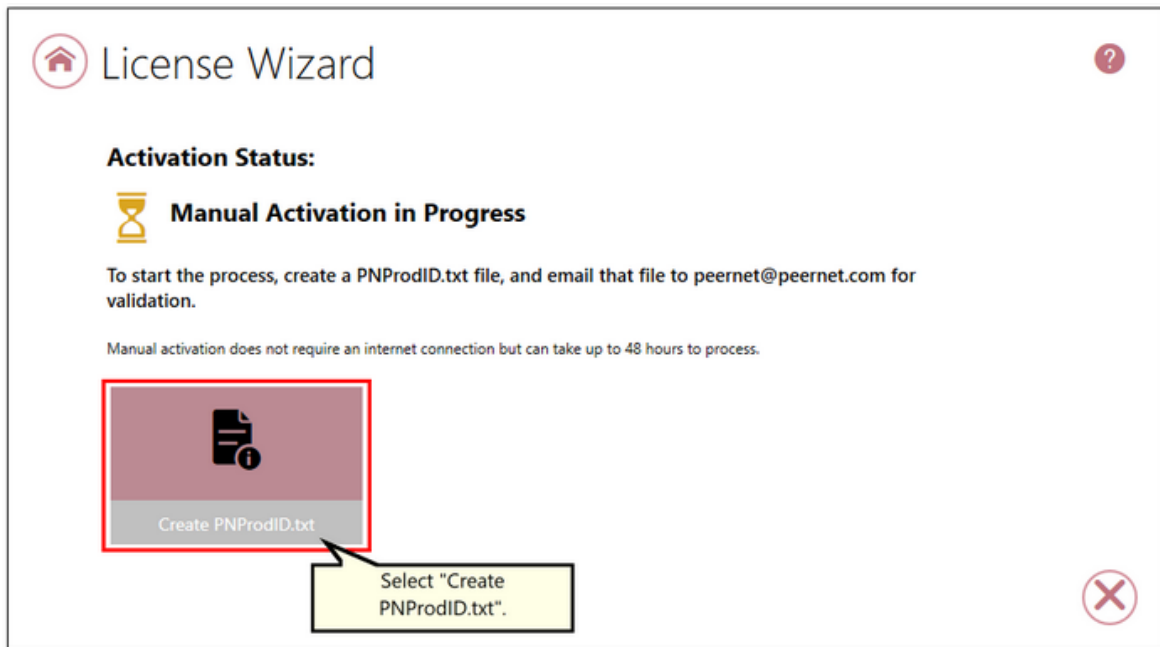 License Wizard
?
Activation Status:
Manual Activation in Progress
To start the process, create a PNProdID.txt file, and email that file to peernet@peernet.com for
validation.
Manual activation does not require an internet connection but can take up to 48 hours to process.
i
Create PNProdID.txt
Select "Create
PNProdID.txt".